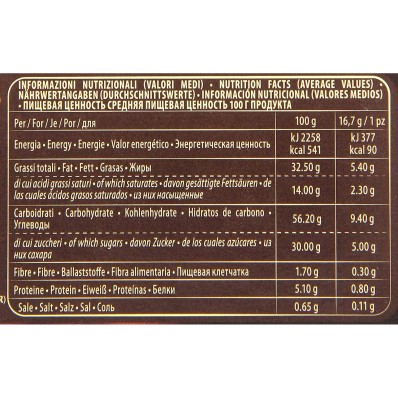 INFORMAZIONI NUTRIZIONALI (VALORI MEDI) • NUTRITION FACTS (AVERAGE VALUES) •
NÄHRWERTANGABEN (DURCHSCHNITTSWERTE) • INFORMACIÓN NUTRICIONAL (VALORES MEDIOS)
• ПИЩЕВАЯ ЦЕННОСТЬ СРЕДНЯЯ ПИЩЕВАЯ ЦЕННОСТЬ 100 Г ПРОДУКТА
Per / For / Je / Por / для 100 g 16,7 g / 1 pz
Energia • Energy • Energie • Valor energético • Энергетическая ценность kJ 2258 kJ 377
kcal 541 kcal 90
Grassi totali • Fat • Fett • Grasas • Жиры 32.50 g 5.40 g
di cui acidi grassi saturi • of which saturates • davon gesättigte Fettsäuren • de
las cuales ácidos grasos saturados • из них насыщенные 14.00 g 2.30 g
Carboidrati • Carbohydrate • Kohlenhydrate • Hidratos de carbono •
Углеводы 56.20 g 9.40 g
di cui zuccheri • of which sugars • davon Zucker • de los cuales azúcares • из
них сахара 30.00 g 5.00 g
Fibre • Fibre • Ballaststoffe • Fibra alimentaria • Пищевая клетчатка 1.70 g 0.30 g
Proteine • Protein • Eiweiß • Proteínas • Белки 5.10 g 0.80 g
Sale • Salt • Salz • Sal • Соль 0.65 g 0.11 g
R)